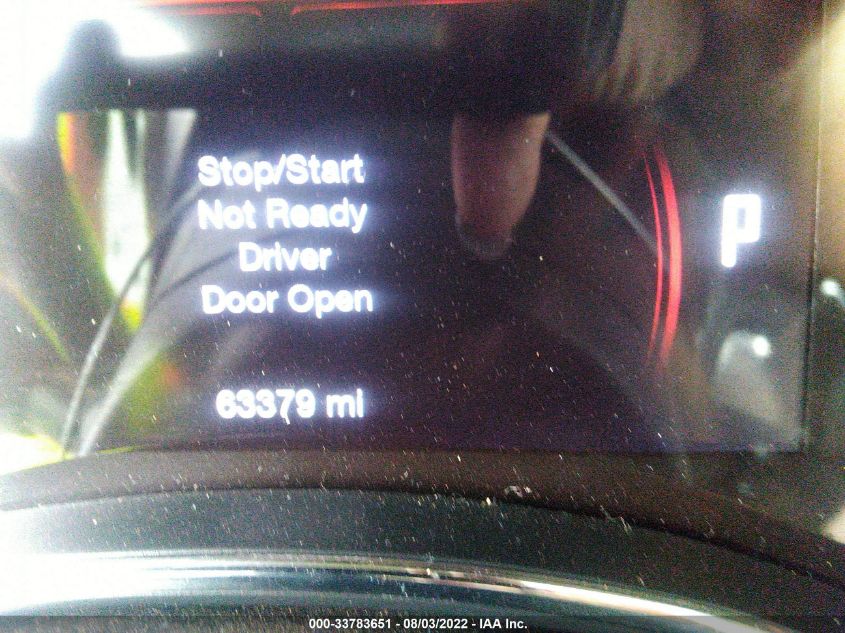 Stop/Start
Not Ready
Driver
Door Open
P
63379 mi
000-33783651 - 08/03/2022 - IAA Inc.